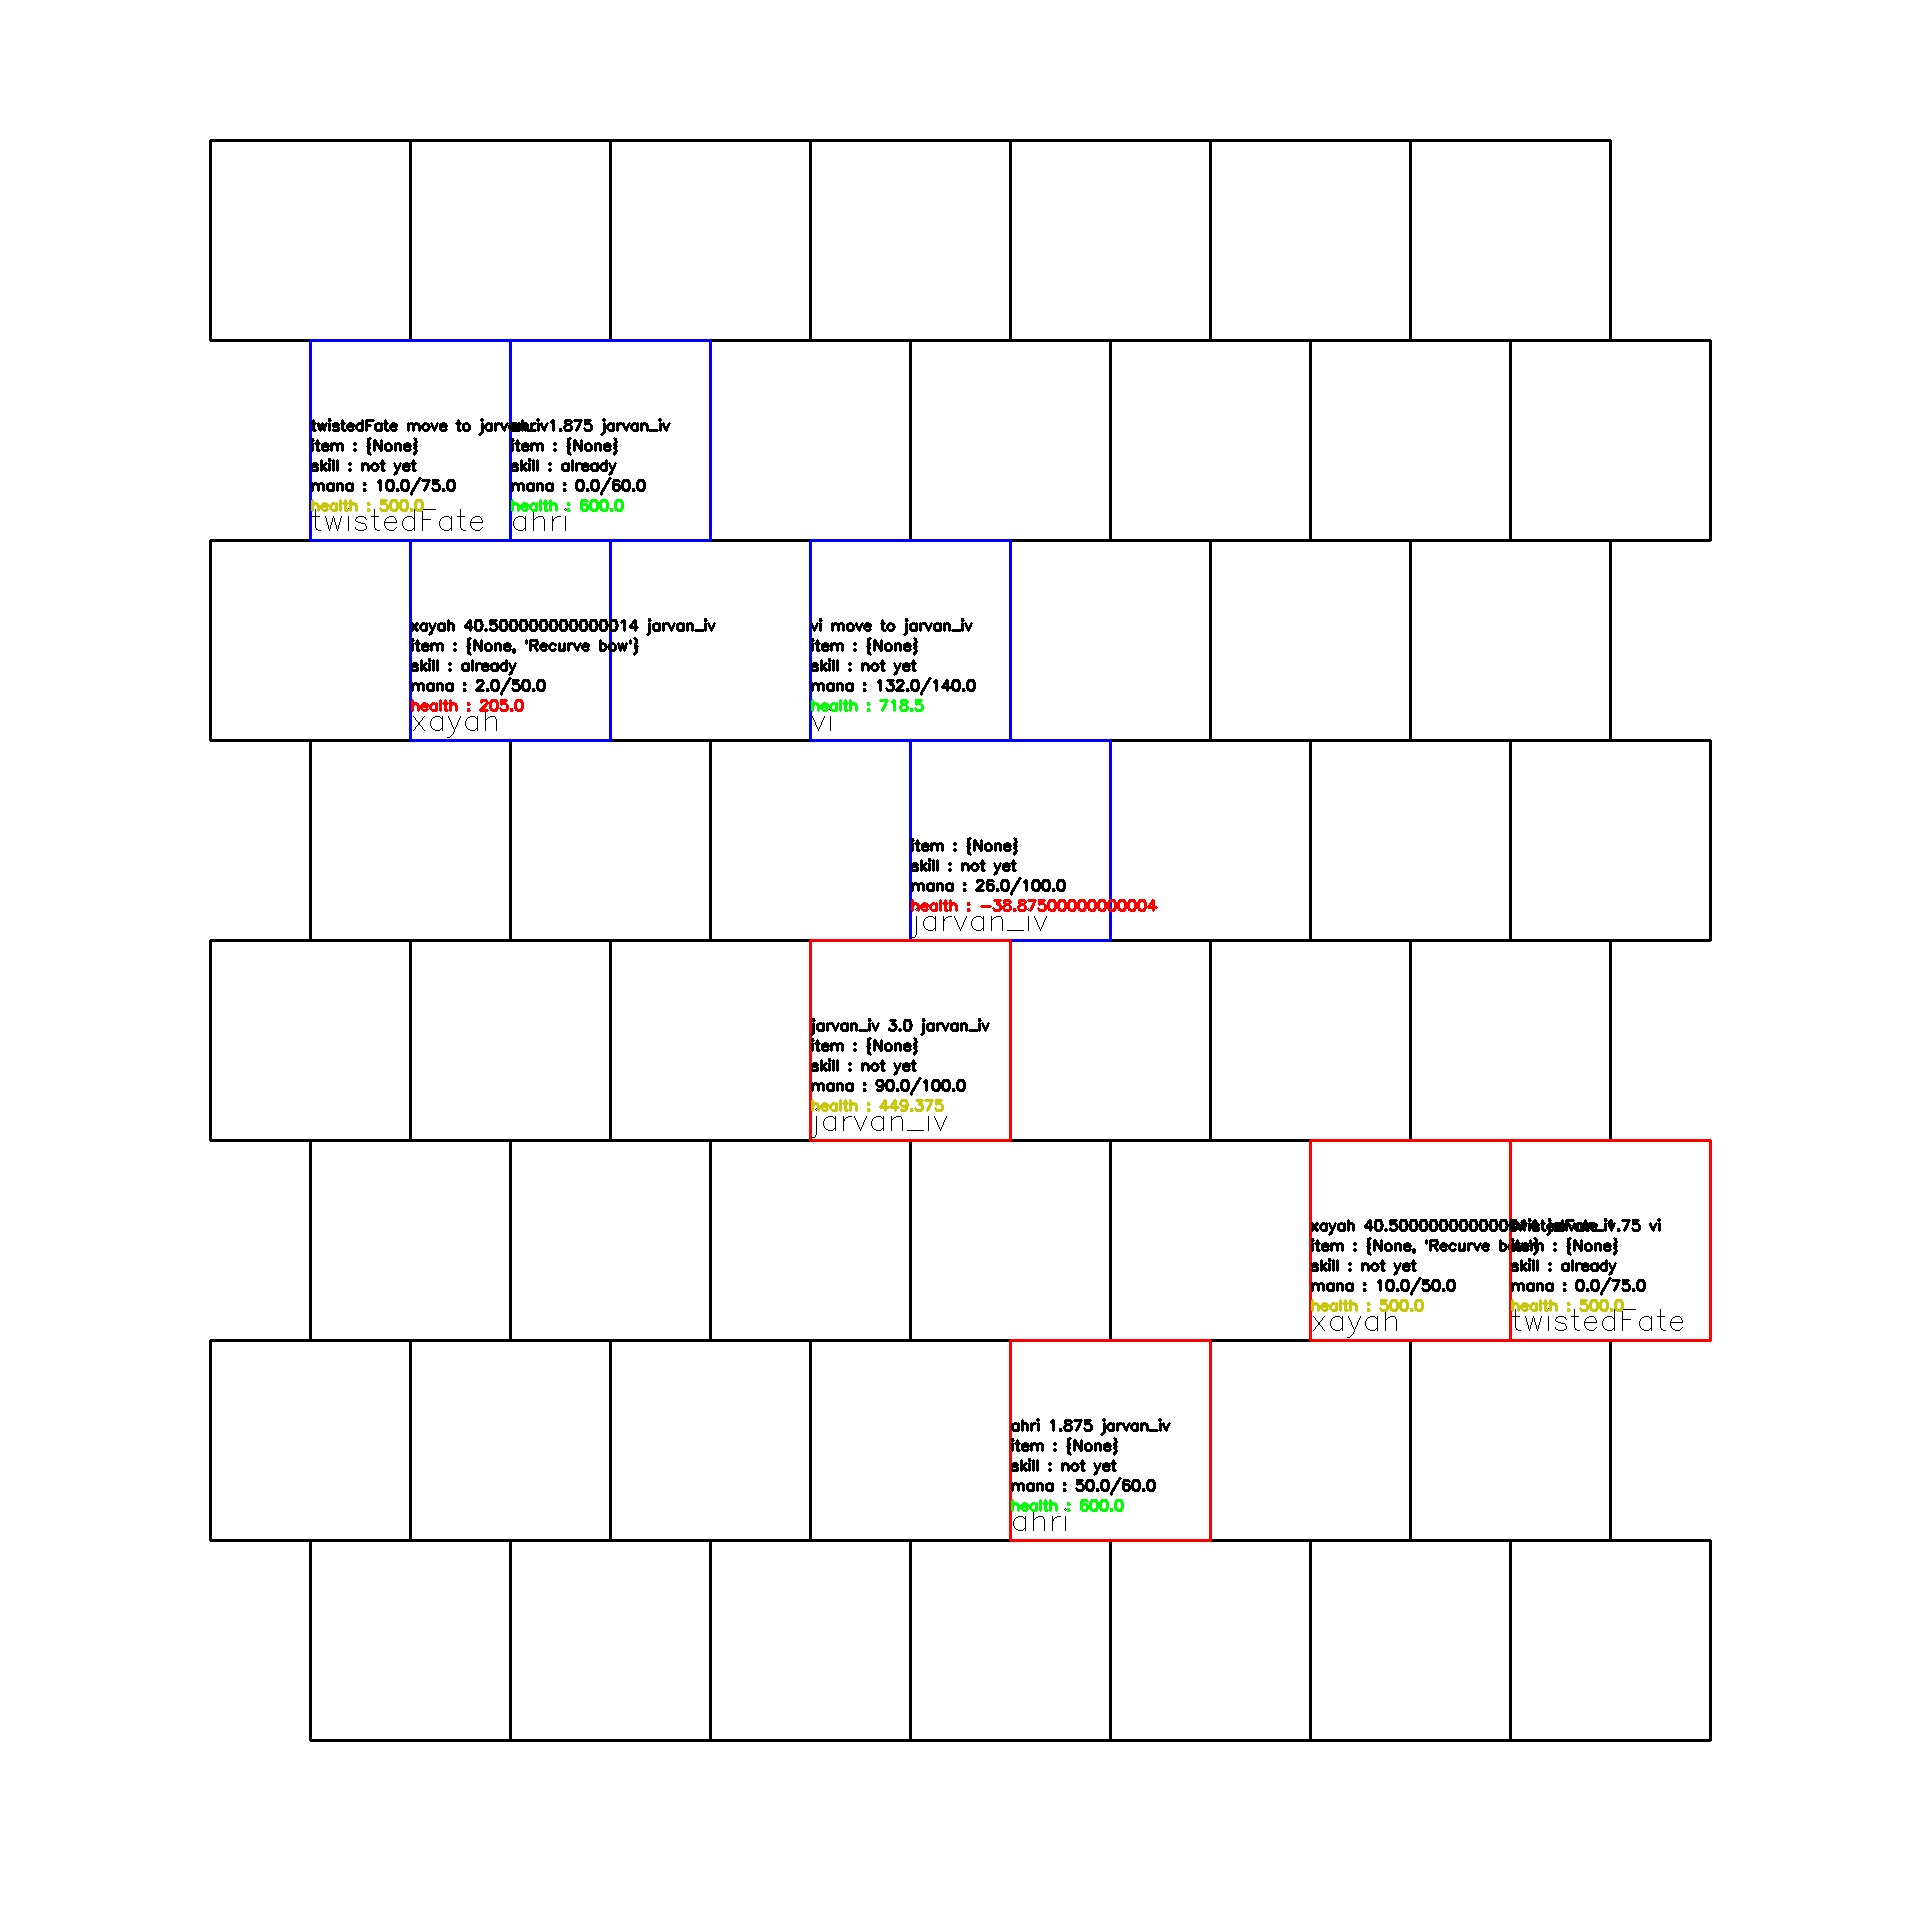 twistedFate move to jarvan_iv
item : {None}
skill : not yet
mana : 10.0/75.0
health : 500.0
twistedFate
ahri 1.875 jarvan_iv
item : {None}
skill : already
mana : 0.0/60.0
health : 600.0
ahri
xayah 40.500000000000014 jarvan_iv
item : {None, 'Recurve bow'}
skill : already
mana : 2.0/50.0
health : 205.0
xayah
vi move to jarvan_iv
item : {None}
skill : not yet
mana : 132.0/140.0
health : 718.5
vi
item : {None}
skill : not yet
mana : 26.0/100.0
health : -38.87500000000004
jarvan_iv
jarvan_iv 3.0 jarvan_iv
item : {None}
skill : not yet
mana : 90.0/100.0
health : 449.375
jarvan_iv
xayah 40.500000000000014 jarvan_iv
item : {None, 'Recurve bow'}
skill : not yet
mana : 10.0/50.0
health : 500.0
xayah
twistedFate 1.75 vi
item : {None}
skill : already
mana : 0.0/75.0
health : 500.0
twistedFate
ahri 1.875 jarvan_iv
item : {None}
skill : not yet
mana : 50.0/60.0
health : 600.0
ahri